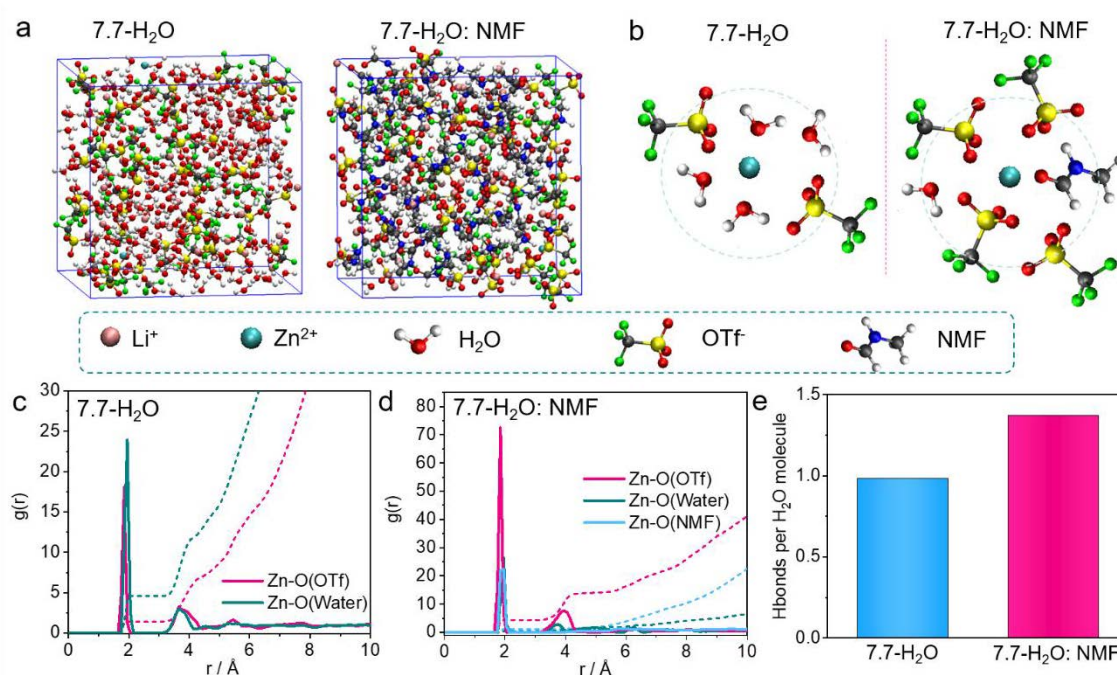 a
7.7-H₂O
7.7-H₂O: NMF
b
7.7-H₂O
7.7-H₂O: NMF
Li⁺
Zn²⁺
H₂O
OTf⁻
NMF
c
7.7-H₂O
30
25
20
15
10
5
0
g(r)
Zn-O(OTf)
Zn-O(Water)
0 2 4 6 8 10
r / Å
d
7.7-H₂O: NMF
80
70
60
50
40
30
20
10
0
g(r)
Zn-O(OTf)
Zn-O(Water)
Zn-O(NMF)
0 2 4 6 8 10
r / Å
e
1.5
1.0
0.5
0.0
Hbonds per H₂O molecule
7.7-H₂O
7.7-H₂O: NMF